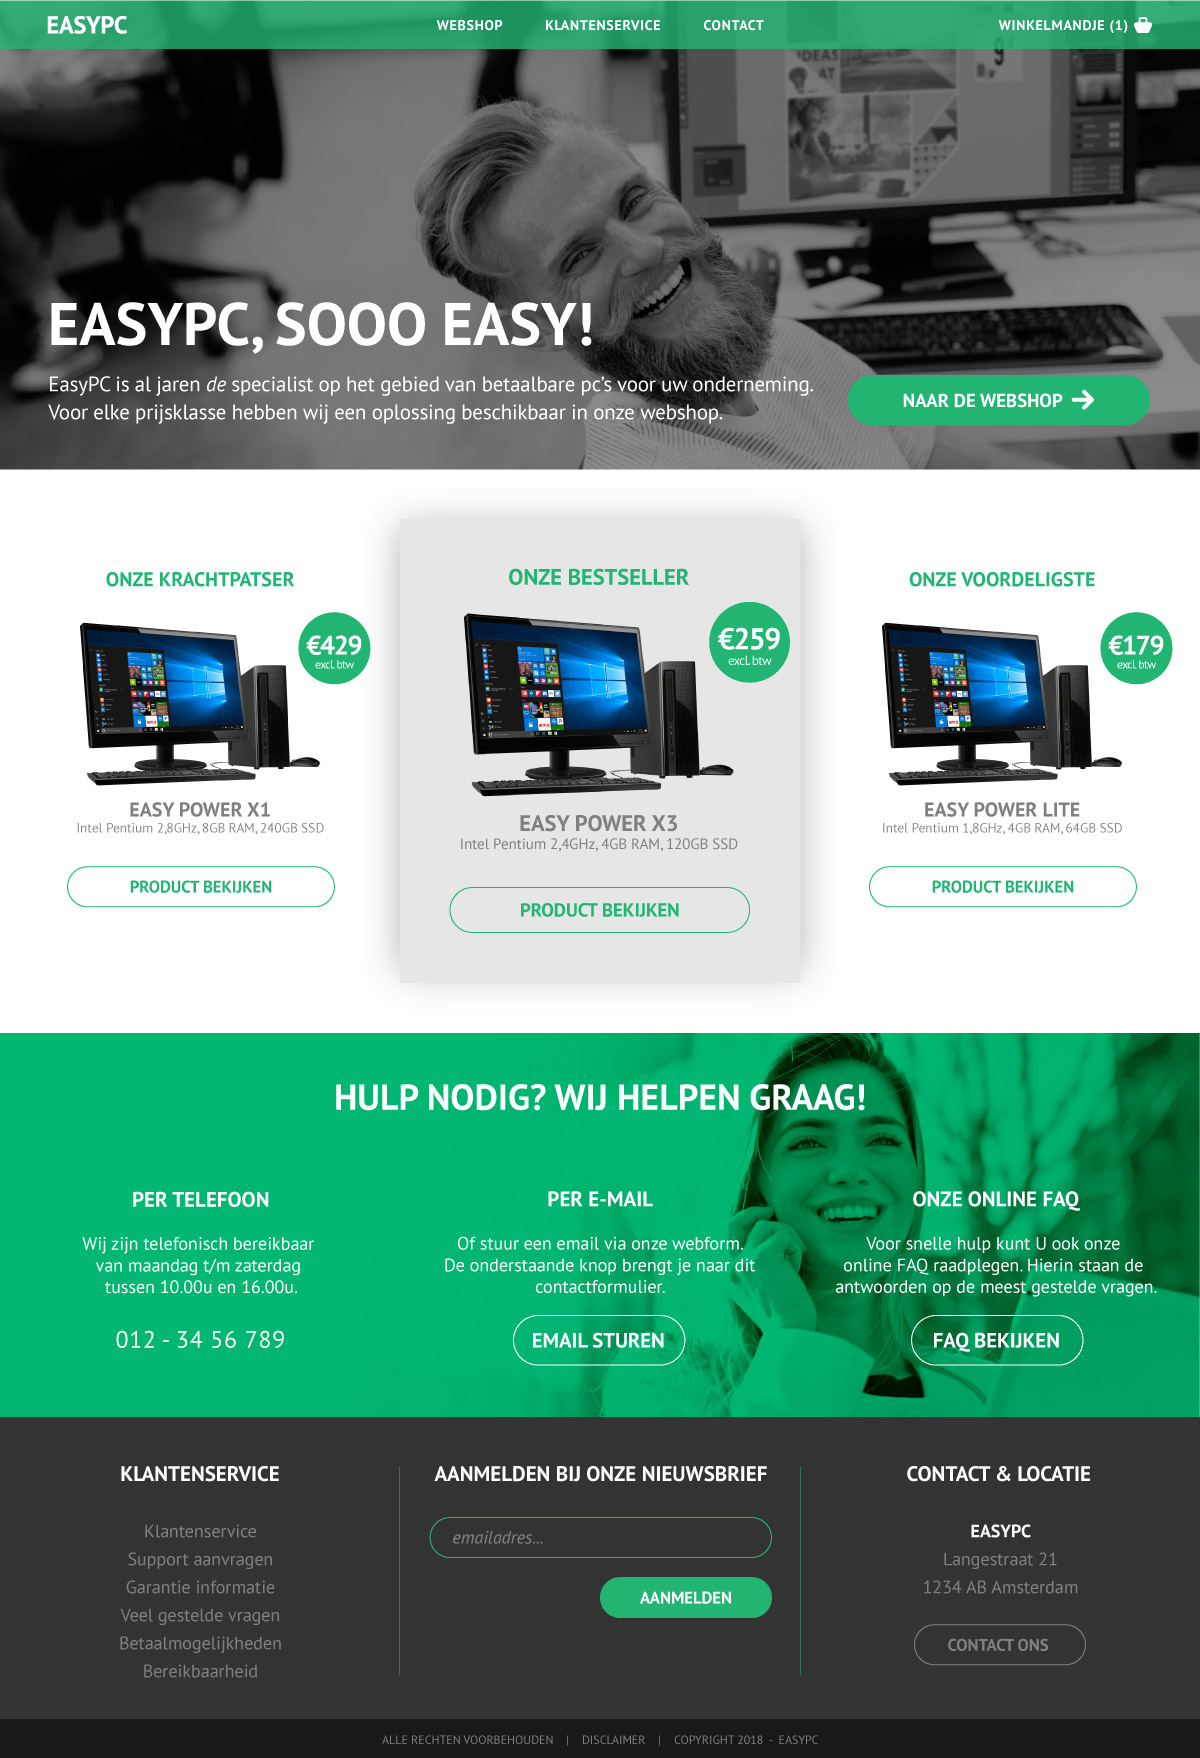 EASYPC
WEBSHOP
KLANTENSERVICE
CONTACT
WINKELMANDJE (1)
IDEAS
AT
9
EASYPC, SOOO EASY!
EasyPC is al jaren de specialist op het gebied van betaalbare pc's voor uw onderneming.
Voor elke prijsklasse hebben wij een oplossing beschikbaar in onze webshop.
NAAR DE WEBSHOP
ONZE KRACHTPATSER
€429
excl. btw
EASY POWER X1
Intel Pentium 2,8GHz, 8GB RAM, 240GB SSD
PRODUCT BEKIJKEN
ONZE BESTSELLER
€259
excl. btw
EASY POWER X3
Intel Pentium 2,4GHz, 4GB RAM, 120GB SSD
PRODUCT BEKIJKEN
ONZE VOORDELIGSTE
€179
excl. btw
EASY POWER LITE
Intel Pentium 1,8GHz, 4GB RAM, 64GB SSD
PRODUCT BEKIJKEN
HULP NODIG? WIJ HELPEN GRAAG!
PER TELEFOON
Wij zijn telefonisch bereikbaar
van maandag t/m zaterdag
tussen 10.00u en 16.00u.
012 - 34 56 789
PER E-MAIL
Of stuur een email via onze webform.
De onderstaande knop brengt je naar dit
contactformulier.
EMAIL STUREN
ONZE ONLINE FAQ
Voor snelle hulp kunt U ook onze
online FAQ raadplegen. Hierin staan de
antwoorden op de meest gestelde vragen.
FAQ BEKIJKEN
KLANTENSERVICE
Klantenservice
Support aanvragen
Garantie informatie
Veel gestelde vragen
Betaalmogelijkheden
Bereikbaarheid
AANMELDEN BIJ ONZE NIEUWSBRIEF
emailadres...
AANMELDEN
CONTACT & LOCATIE
EASYPC
Langestraat 21
1234 AB Amsterdam
CONTACT ONS
ALLE RECHTEN VOORBEHOUDEN | DISCLAIMER | COPYRIGHT 2018 - EASYPC